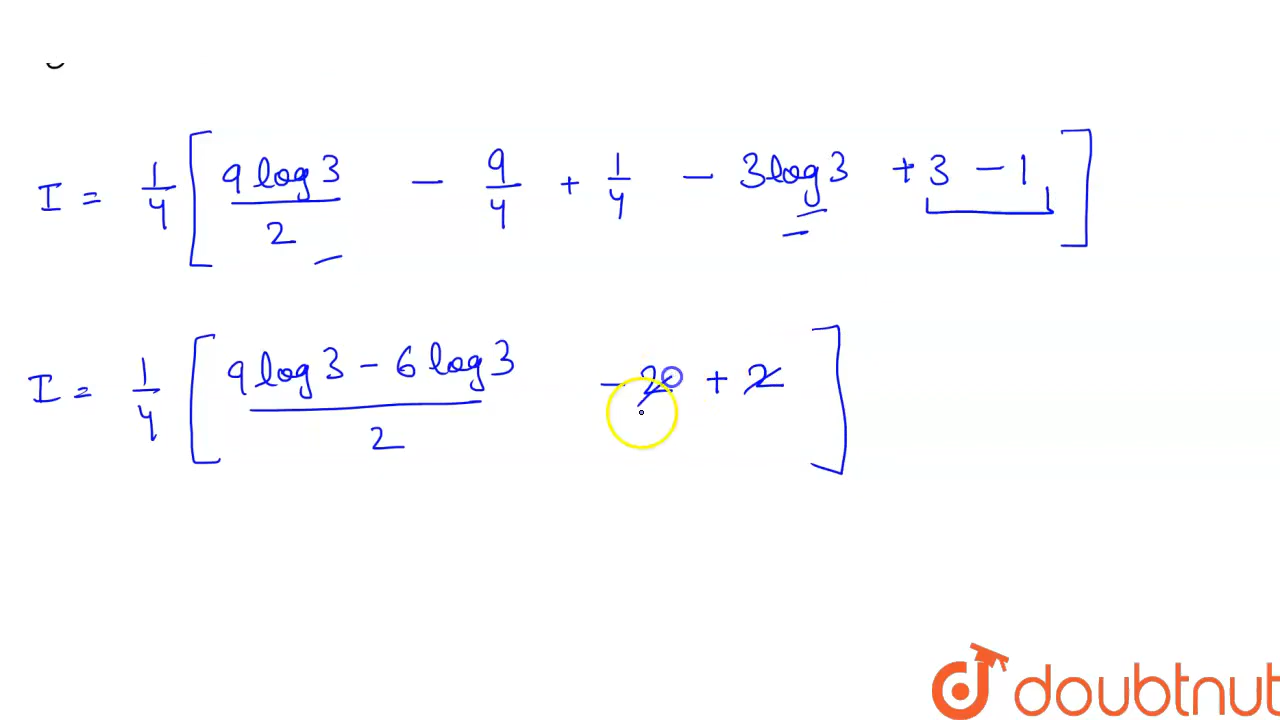 I = 1/4 [ 9 log 3 / 2 - 9/4 + 1/4 - 3 log 3 + 3 - 1 ]
I = 1/4 [ 9 log 3 - 6 log 3 / 2 - 2 + 2 ]
doubtnut